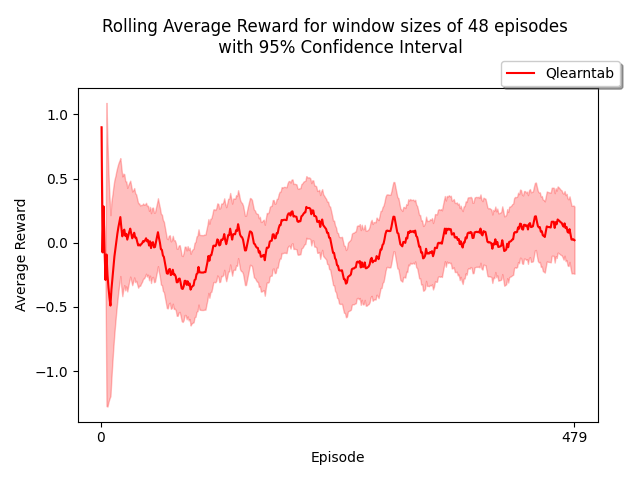 Rolling Average Reward for window sizes of 48 episodes
with 95% Confidence Interval
Qlearntab
1.0
0.5
0.0
−0.5
−1.0
Average Reward
0
479
Episode